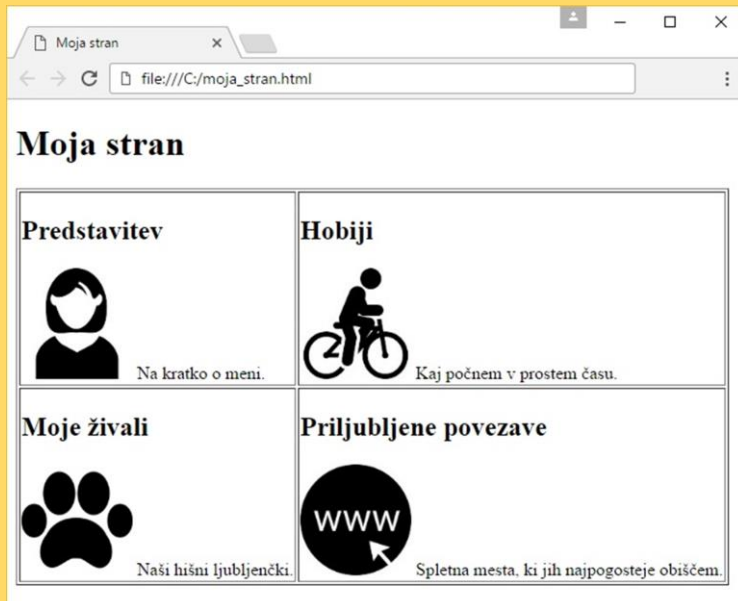 Moja stran
file:///C:/moja_stran.html
Moja stran
Predstavitev
Na kratko o meni.
Hobiji
Kaj počnem v prostem času.
Moje živali
Naši hišni ljubljenčki.
Priljubljene povezave
www
Spletna mesta, ki jih najpogosteje obiščem.